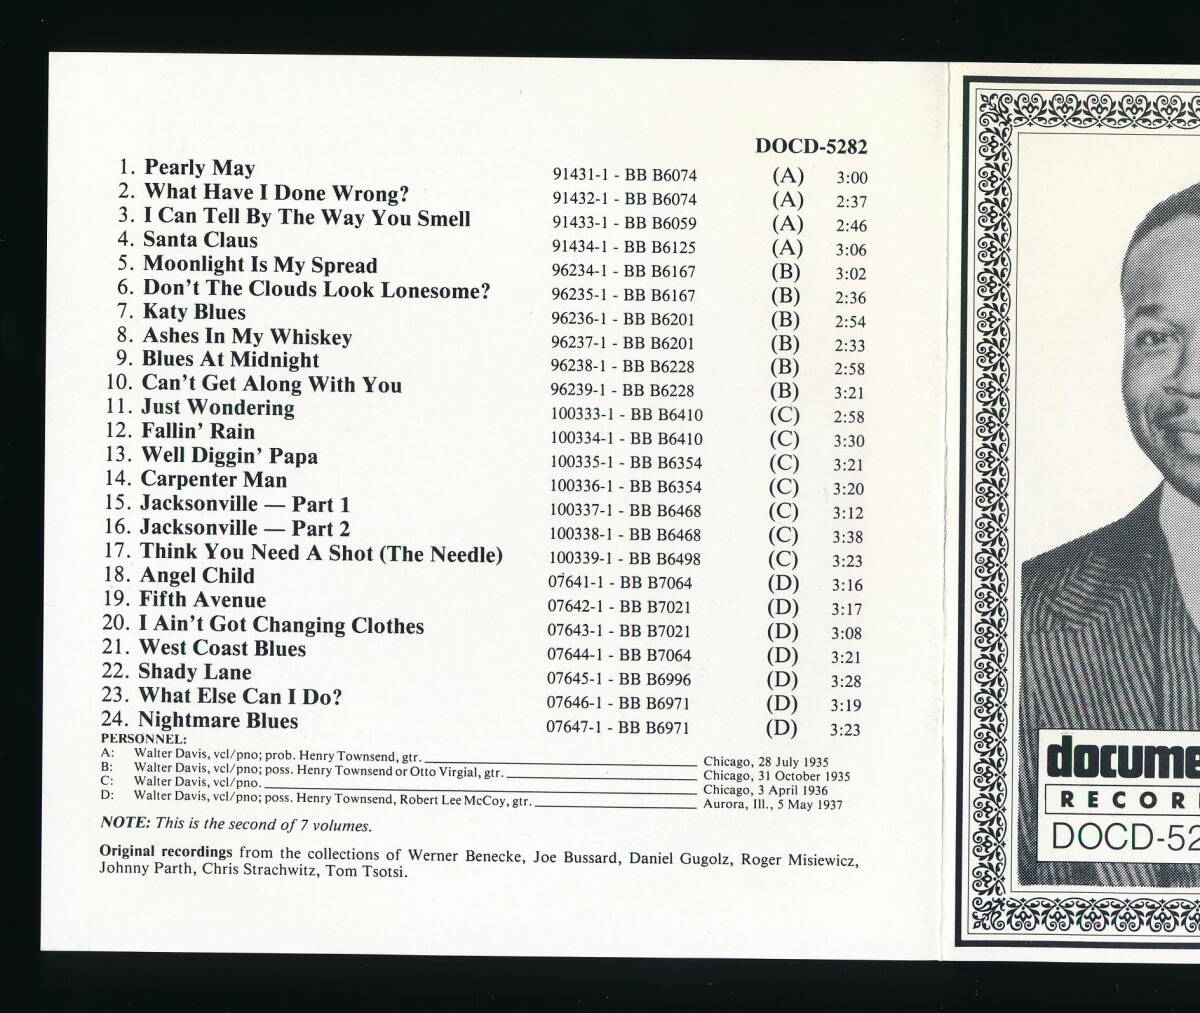 DOCD-5282
1. Pearly May 91431-1 - BB B6074 (A) 3:00
2. What Have I Done Wrong? 91432-1 - BB B6074 (A) 2:37
3. I Can Tell By The Way You Smell 91433-1 - BB B6059 (A) 2:46
4. Santa Claus 91434-1 - BB B6125 (A) 3:06
5. Moonlight Is My Spread 96234-1 - BB B6167 (B) 3:02
6. Don't The Clouds Look Lonesome? 96235-1 - BB B6167 (B) 2:36
7. Katy Blues 96236-1 - BB B6201 (B) 2:54
8. Ashes In My Whiskey 96237-1 - BB B6201 (B) 2:33
9. Blues At Midnight 96238-1 - BB B6228 (B) 2:58
10. Can't Get Along With You 96239-1 - BB B6228 (B) 3:21
11. Just Wondering 100333-1 - BB B6410 (C) 2:58
12. Fallin' Rain 100334-1 - BB B6410 (C) 3:30
13. Well Diggin' Papa 100335-1 - BB B6354 (C) 3:21
14. Carpenter Man 100336-1 - BB B6354 (C) 3:20
15. Jacksonville — Part 1 100337-1 - BB B6468 (C) 3:12
16. Jacksonville — Part 2 100338-1 - BB B6468 (C) 3:38
17. Think You Need A Shot (The Needle) 100339-1 - BB B6498 (C) 3:23
18. Angel Child 07641-1 - BB B7064 (D) 3:16
19. Fifth Avenue 07642-1 - BB B7021 (D) 3:17
20. I Ain't Got Changing Clothes 07643-1 - BB B7021 (D) 3:08
21. West Coast Blues 07644-1 - BB B7064 (D) 3:21
22. Shady Lane 07645-1 - BB B6996 (D) 3:28
23. What Else Can I Do? 07646-1 - BB B6971 (D) 3:19
24. Nightmare Blues 07647-1 - BB B6971 (D) 3:23
PERSONNEL:
A: Walter Davis, vcl/pno; prob. Henry Townsend, gtr. Chicago, 28 July 1935
B: Walter Davis, vcl/pno; poss. Henry Townsend or Otto Virgial, gtr. Chicago, 31 October 1935
C: Walter Davis, vcl/pno. Chicago, 3 April 1936
D: Walter Davis, vcl/pno; poss. Henry Townsend, Robert Lee McCoy, gtr. Aurora, Ill., 5 May 1937
NOTE: This is the second of 7 volumes.
Original recordings from the collections of Werner Benecke, Joe Bussard, Daniel Gugolz, Roger Misiewicz,
Johnny Parth, Chris Strachwitz, Tom Tsotsi.
docume
RECOR
DOCD-52